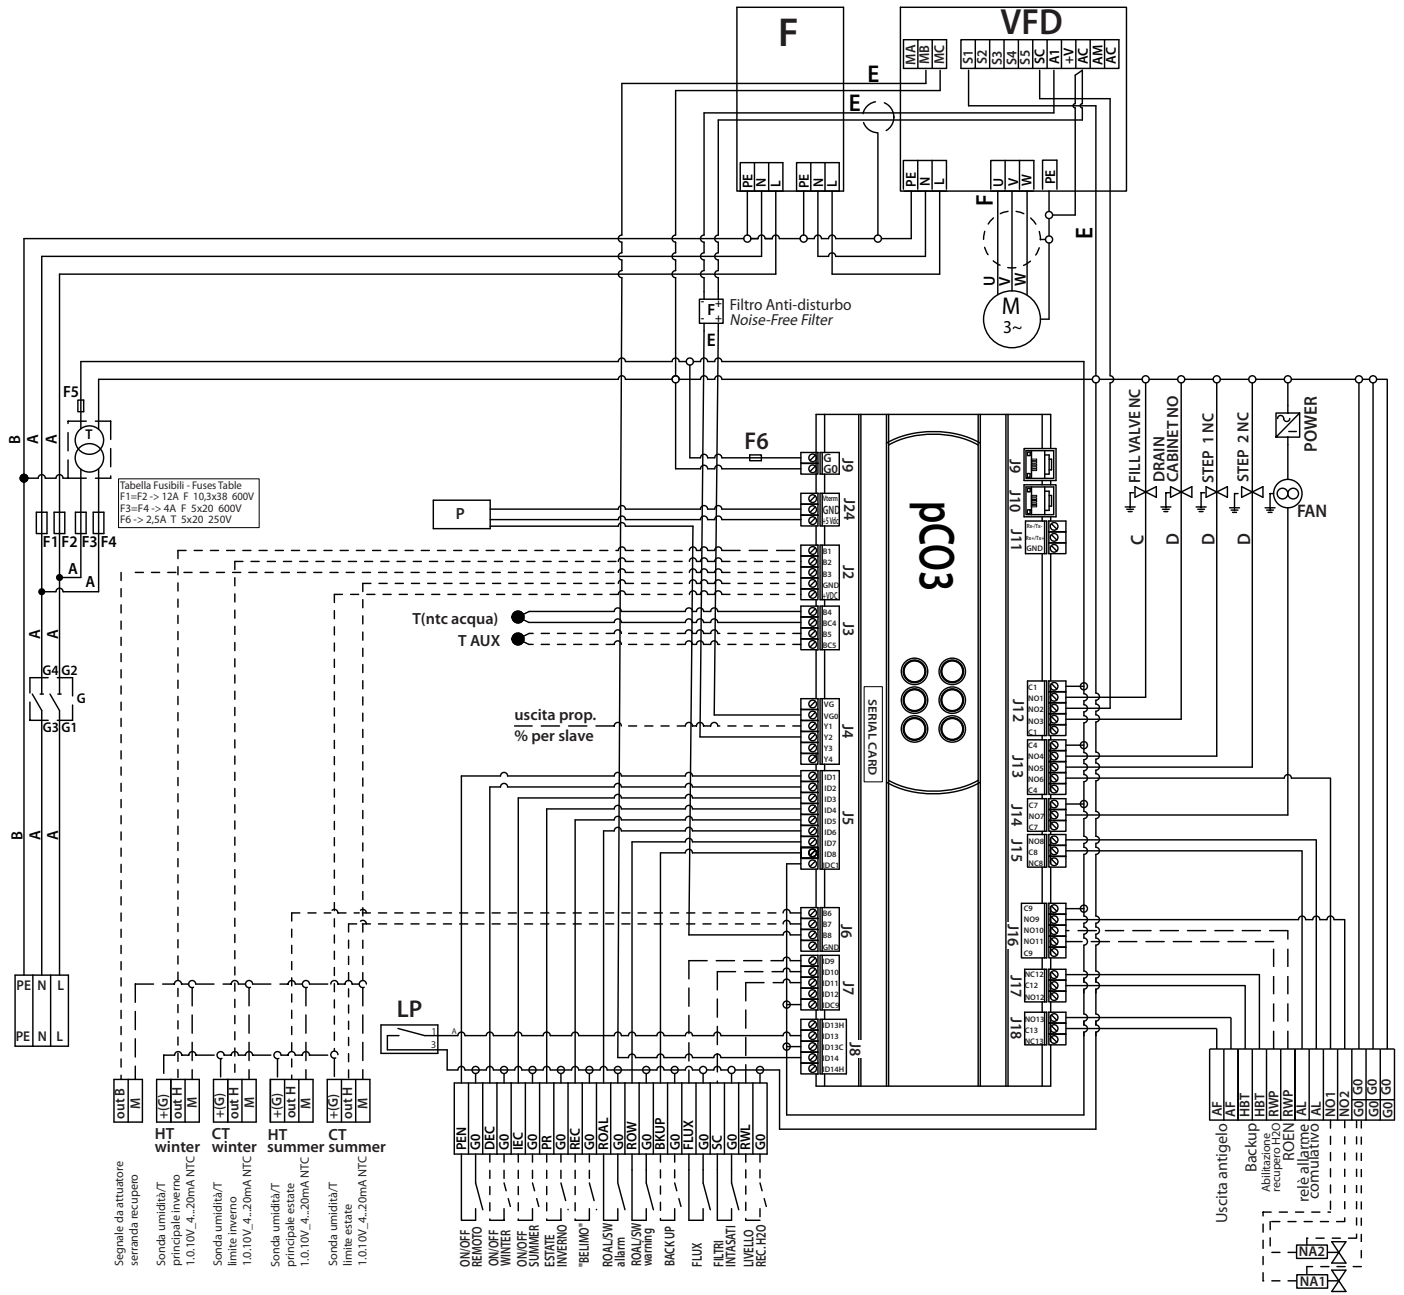 F
VFD
MA
MB
MC
S1
S2
S3
S4
S5
SC
A1
+V
AC
AM
AC
E
E
PE
N
L
PE
N
L
PE
N
L
U
V
W
PE
F
E
U
V
W
M
3~
- +
F
- +
E
Filtro Anti-disturbo
Noise-Free Filter
F5
T
B
A
A
Tabella Fusibili - Fuses Table
F1=F2 -> 12A F 10,3x38 600V
F3=F4 -> 4A F 5x20 600V
F6 -> 2,5A T 5x20 250V
F1
F2
F3
F4
A
A
A
A
G4
G2
G
G3
G1
B
A
A
PE
N
L
PE
N
L
F6
P
T(ntc acqua)
T AUX
uscita prop.
% per slave
LP
1
3
A
G
G0
J9
Vterm
GND
+5 Vdc
J24
B1
B2
B3
GND
+VDC
J2
B4
BC4
B5
BC5
J3
VG
VG0
Y1
Y2
Y3
Y4
J4
ID1
ID2
ID3
ID4
ID5
ID6
ID7
ID8
IDC1
J5
B6
B7
B8
GND
J6
ID9
ID10
ID11
ID12
IDC9
J7
ID13H
ID13
ID13C
ID14
ID14H
J8
pCO3
SERIAL CARD
J9
J10
Rx-/Tx-
Rx+/Tx+
GND
J11
C1
NO1
NO2
NO3
C1
J12
C4
NO4
NO5
NO6
C4
J13
C7
NO7
C7
J14
NO8
C8
NC8
J15
C9
NO9
NO10
NO11
C9
J16
NC12
C12
NO12
J17
NO13
C13
NC13
J18
FILL VALVE NC
DRAIN
CABINET NO
STEP 1 NC
STEP 2 NC
POWER
FAN
C
D
D
D
out B
M
+(G)
out H
M
+(G)
out H
M
+(G)
out H
M
+(G)
out H
M
HT
winter
CT
winter
HT
summer
CT
summer
Segnale da attuatore
serranda recupero
Sonda umidità/T
principale inverno
1.0.10V_4...20mA NTC
Sonda umidità/T
limite inverno
1.0.10V_4...20mA NTC
Sonda umidità/T
principale estate
1.0.10V_4...20mA NTC
Sonda umidità/T
limite estate
1.0.10V_4...20mA NTC
PEN
G0
DEC
G0
IEC
G0
PR
G0
REC
G0
ROAL
G0
ROW
G0
BKUP
G0
FLUX
G0
SC
G0
RWL
G0
ON/OFF
REMOTO
ON/OFF
WINTER
ON/OFF
SUMMER
ESTATE
INVERNO
"BELIMO"
ROAL/SW
allarm
ROAL/SW
warning
BACK UP
FLUX
FILTRI
INTASATI
LIVELLO
REC. H2O
AF
AF
HBT
HBT
RWP
RWP
AL
AL
NO1
NO2
G0
G0
G0
G0
G0
G0
Uscita antigelo
Backup
Abilitazione
recupero H2O
ROEN
relè allarme
comulativo
NA2
NA1